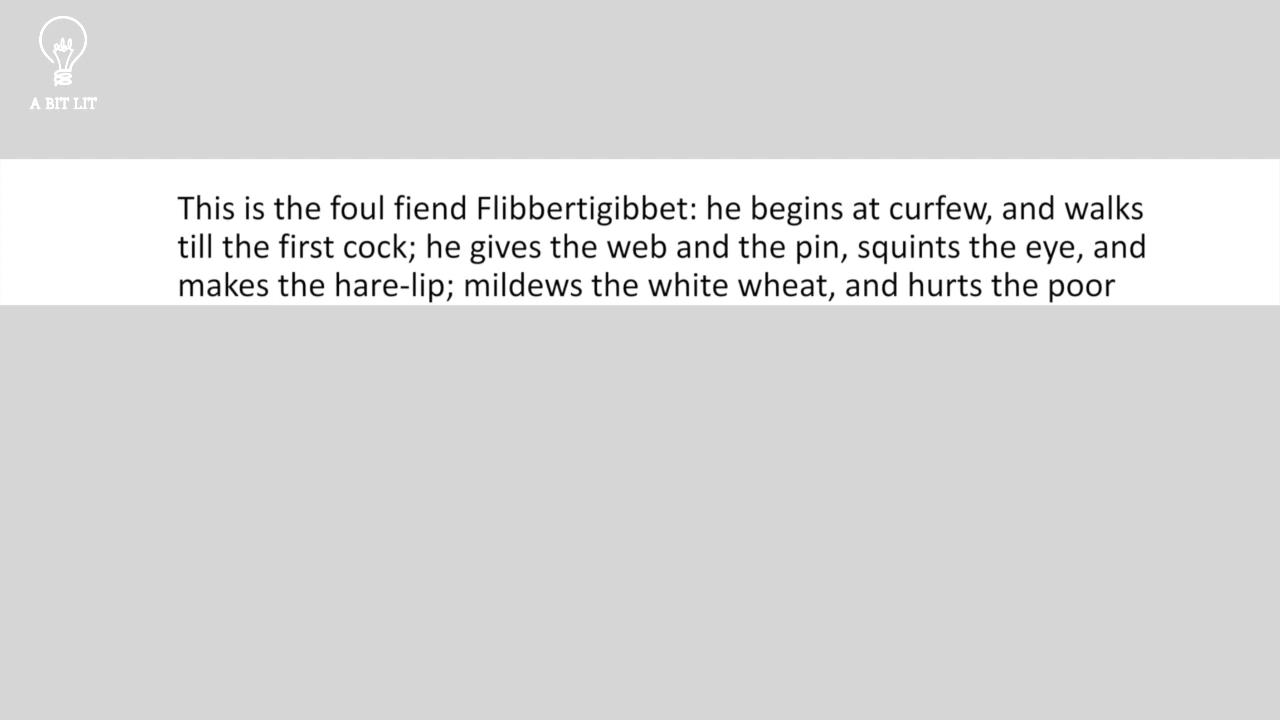 A BIT LIT
This is the foul fiend Flibbertigibbet: he begins at curfew, and walks
till the first cock; he gives the web and the pin, squints the eye, and
makes the hare-lip; mildews the white wheat, and hurts the poor